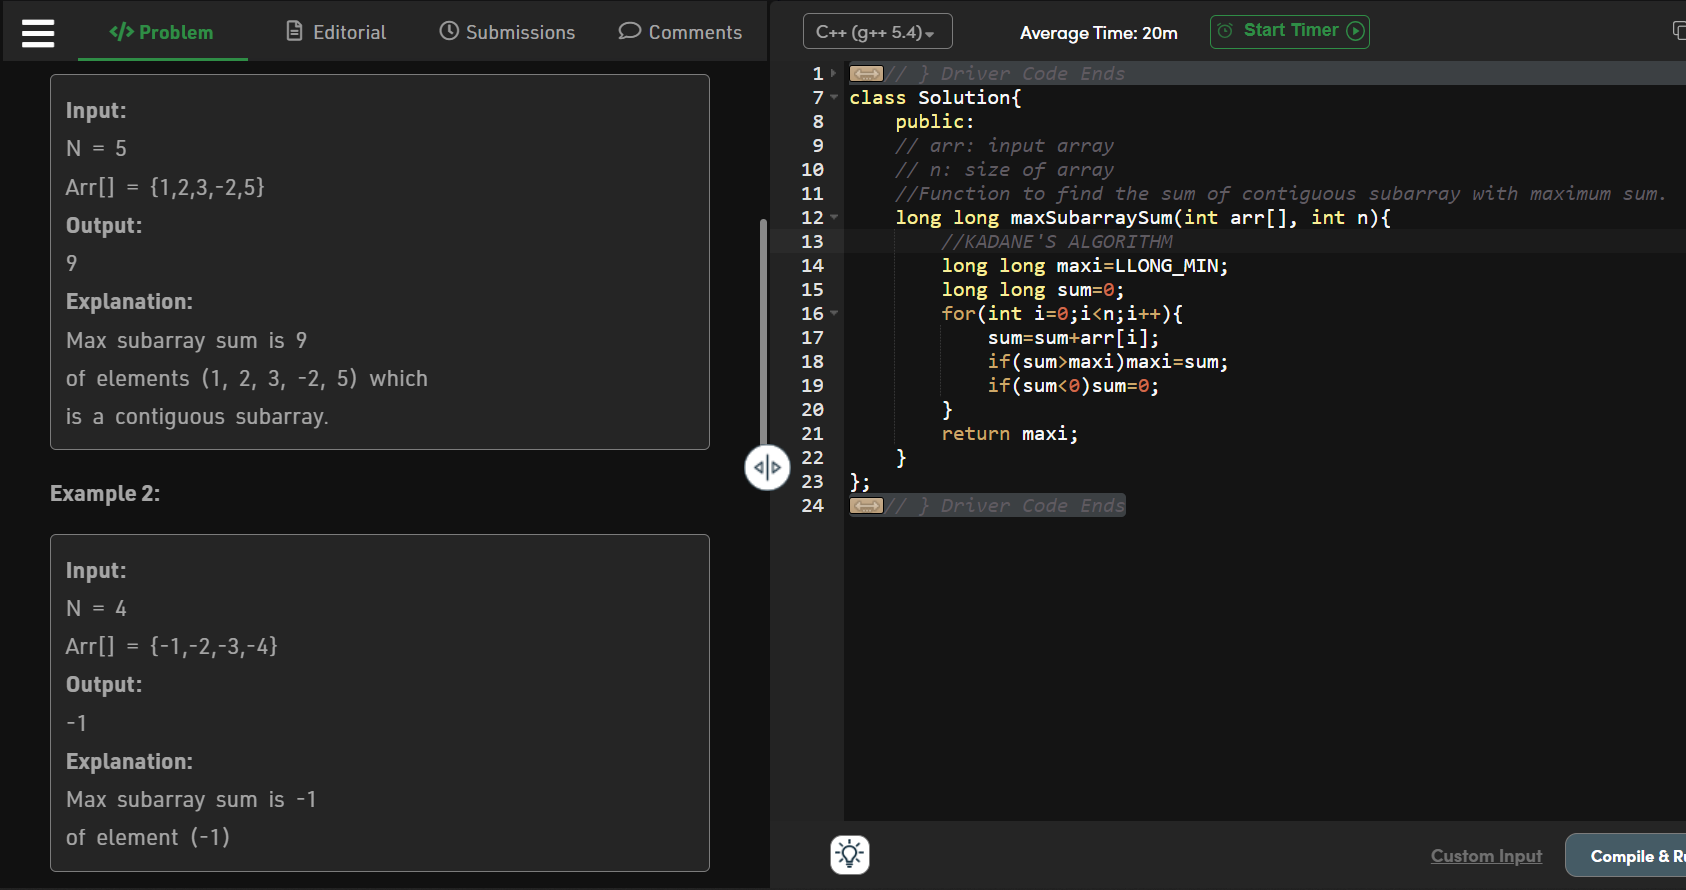 Problem
Editorial
Submissions
Comments
Input:
N = 5
Arr[] = {1,2,3,-2,5}
Output:
9
Explanation:
Max subarray sum is 9
of elements (1, 2, 3, -2, 5) which
is a contiguous subarray.
Example 2:
Input:
N = 4
Arr[] = {-1,-2,-3,-4}
Output:
-1
Explanation:
Max subarray sum is -1
of element (-1)
C++ (g++ 5.4)
Average Time: 20m
Start Timer
1 // } Driver Code Ends
7 class Solution{
8 public:
9 // arr: input array
10 // n: size of array
11 //Function to find the sum of contiguous subarray with maximum sum.
12 long long maxSubarraySum(int arr[], int n){
13 //KADANE'S ALGORITHM
14 long long maxi=LLONG_MIN;
15 long long sum=0;
16 for(int i=0;i<n;i++){
17 sum=sum+arr[i];
18 if(sum>maxi)maxi=sum;
19 if(sum<0)sum=0;
20 }
21 return maxi;
22 }
23 };
24 // } Driver Code Ends
Custom Input
Compile & Ru